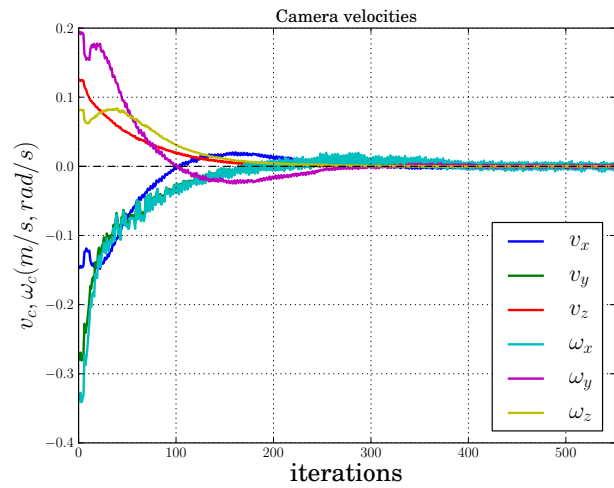 Camera velocities
0.2
0.1
0.0
−0.1
−0.2
−0.3
−0.4
v_c, ω_c(m/s, rad/s)
0 100 200 300 400 500
iterations
v_x
v_y
v_z
ω_x
ω_y
ω_z